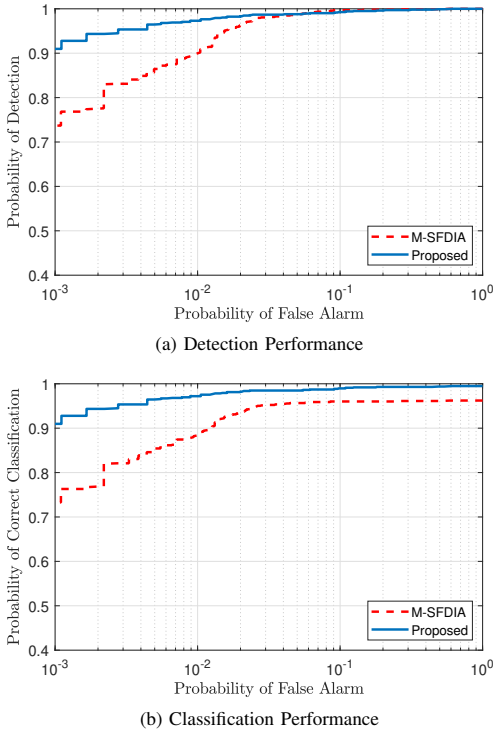 1
0.9
0.8
0.7
0.6
0.5
0.4
Probability of Detection
M-SFDIA
Proposed
10^-3
10^-2
10^-1
10^0
Probability of False Alarm
(a) Detection Performance
1
0.9
0.8
0.7
0.6
0.5
0.4
Probability of Correct Classification
M-SFDIA
Proposed
10^-3
10^-2
10^-1
10^0
Probability of False Alarm
(b) Classification Performance